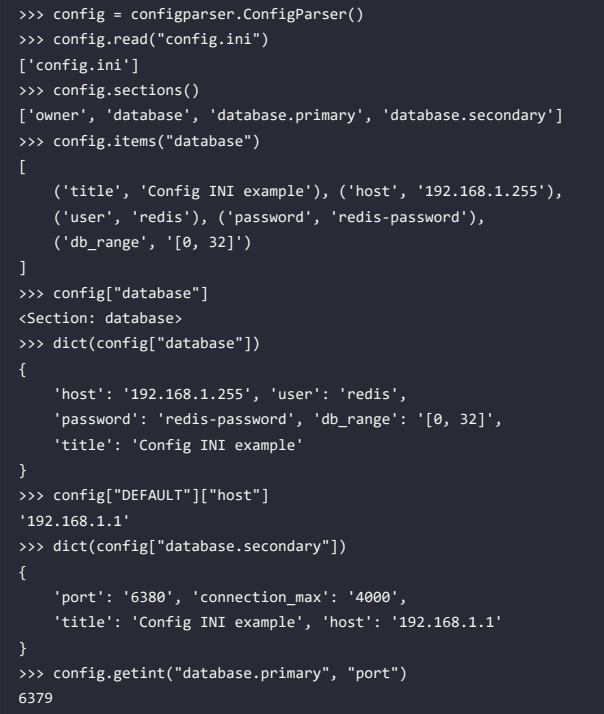 >>> config = configparser.ConfigParser()
>>> config.read("config.ini")
['config.ini']
>>> config.sections()
['owner', 'database', 'database.primary', 'database.secondary']
>>> config.items("database")
[
    ('title', 'Config INI example'), ('host', '192.168.1.255'),
    ('user', 'redis'), ('password', 'redis-password'),
    ('db_range', '[0, 32]')
]
>>> config["database"]
<Section: database>
>>> dict(config["database"])
{
    'host': '192.168.1.255', 'user': 'redis',
    'password': 'redis-password', 'db_range': '[0, 32]',
    'title': 'Config INI example'
}
>>> config["DEFAULT"]["host"]
'192.168.1.1'
>>> dict(config["database.secondary"])
{
    'port': '6380', 'connection_max': '4000',
    'title': 'Config INI example', 'host': '192.168.1.1'
}
>>> config.getint("database.primary", "port")
6379